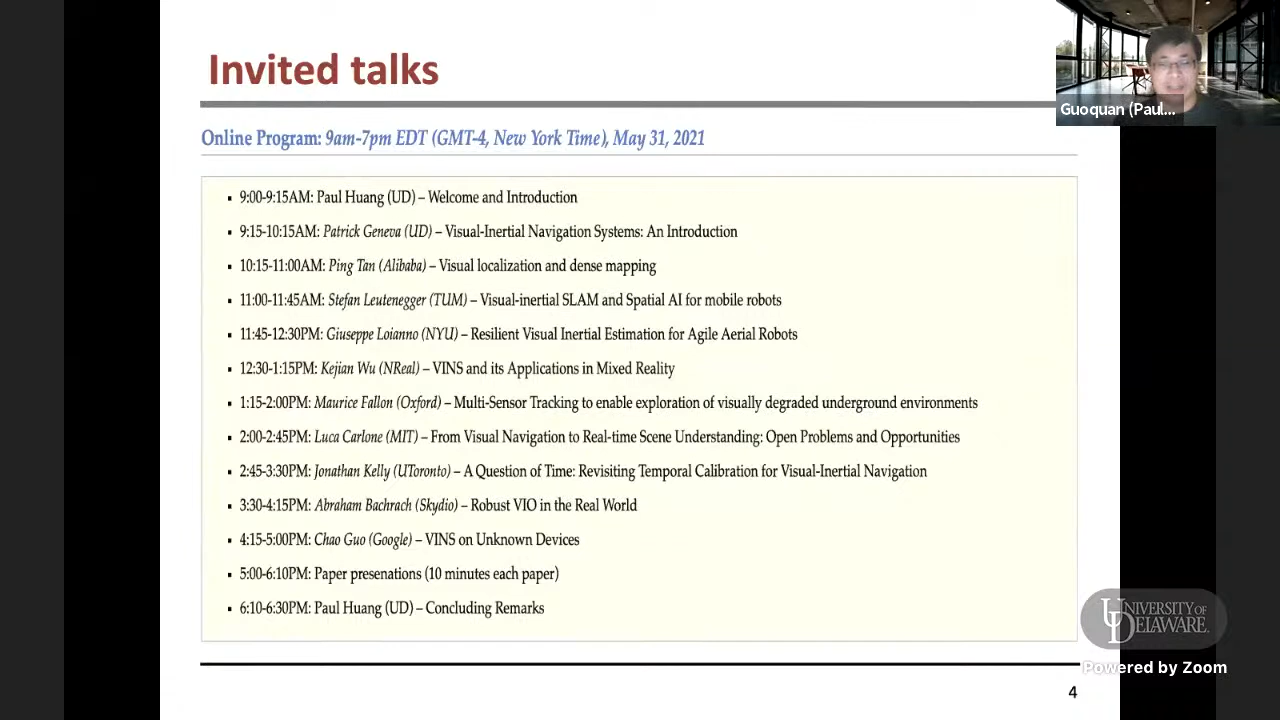 Invited talks
Guoquan (Paul...
Online Program: 9am-7pm EDT (GMT-4, New York Time), May 31, 2021
▪ 9:00-9:15AM: Paul Huang (UD) – Welcome and Introduction
▪ 9:15-10:15AM: Patrick Geneva (UD) – Visual-Inertial Navigation Systems: An Introduction
▪ 10:15-11:00AM: Ping Tan (Alibaba) – Visual localization and dense mapping
▪ 11:00-11:45AM: Stefan Leutenegger (TUM) – Visual-inertial SLAM and Spatial AI for mobile robots
▪ 11:45-12:30PM: Giuseppe Loianno (NYU) – Resilient Visual Inertial Estimation for Agile Aerial Robots
▪ 12:30-1:15PM: Kejian Wu (NReal) – VINS and its Applications in Mixed Reality
▪ 1:15-2:00PM: Maurice Fallon (Oxford) – Multi-Sensor Tracking to enable exploration of visually degraded underground environments
▪ 2:00-2:45PM: Luca Carlone (MIT) – From Visual Navigation to Real-time Scene Understanding: Open Problems and Opportunities
▪ 2:45-3:30PM: Jonathan Kelly (UToronto) – A Question of Time: Revisiting Temporal Calibration for Visual-Inertial Navigation
▪ 3:30-4:15PM: Abraham Bachrach (Skydio) – Robust VIO in the Real World
▪ 4:15-5:00PM: Chao Guo (Google) – VINS on Unknown Devices
▪ 5:00-6:10PM: Paper presenations (10 minutes each paper)
▪ 6:10-6:30PM: Paul Huang (UD) – Concluding Remarks
UNIVERSITY OF
DELAWARE.
Powered by Zoom
4